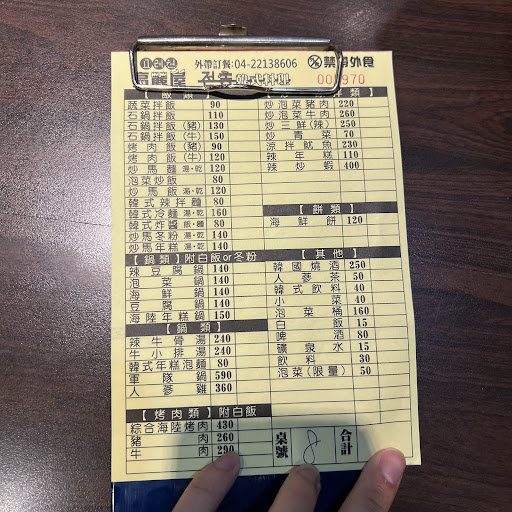 고려정
外帶訂餐:04-22138606
禁帶外食
高麗屋 韓式料理
蔬菜拌飯 90
石鍋拌飯 110
石鍋拌飯(豬) 130
石鍋拌飯(牛) 150
烤肉飯(豬) 90
烤肉飯(牛) 120
炒馬麵 湯·乾 120
泡菜炒飯 80
炒馬飯 湯·乾 120
韓式辣拌麵 80
韓式冷麵 湯·乾 160
韓式炸醬 飯·麵 80
炒馬冬粉 湯·乾 140
炒馬年糕 湯·乾 140
【鍋類】附白飯or冬粉
辣豆腐鍋 140
泡菜鍋 140
海鮮鍋 140
豆腐鍋 140
海陸年糕鍋 150
【鍋類】
辣牛骨湯 240
牛小排湯 240
韓式年糕泡麵 80
軍隊鍋 590
人蔘雞 360
【烤肉類】附白飯
綜合海陸烤肉 430
豬肉 260
牛肉 290
炒泡菜豬肉 220
炒泡菜牛肉 260
炒三鮮(辣) 250
炒青菜 70
涼拌魷魚 230
辣年糕 110
辣炒蝦 400
【餅類】
海鮮餅 120
【其他】
韓國燒酒 250
人蔘茶 50
韓式飲料 40
小菜 40
泡菜桶 160
白飯 15
啤酒 80
礦泉水 15
飲料 30
泡菜(限量) 50
桌號 8 合計